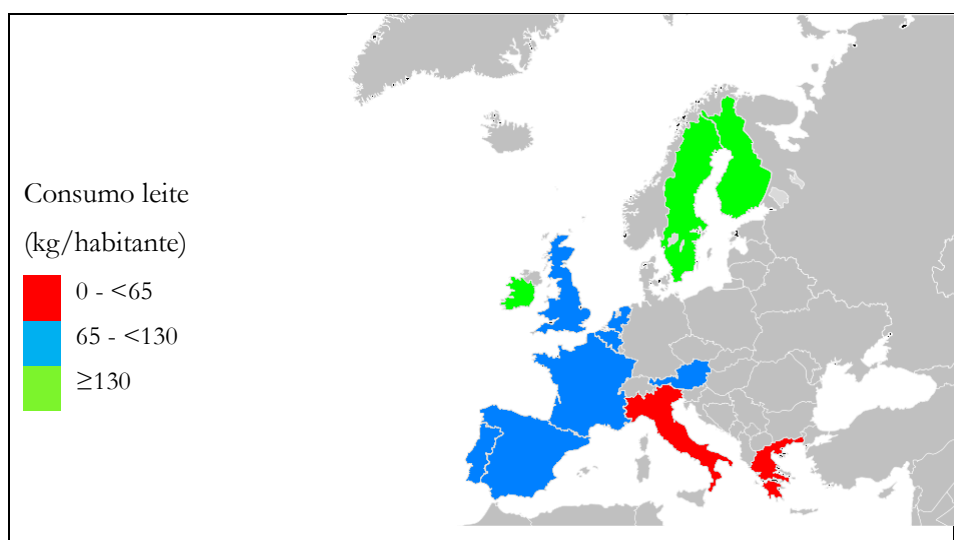 Consumo leite
(kg/habitante)
0 - <65
65 - <130
≥130